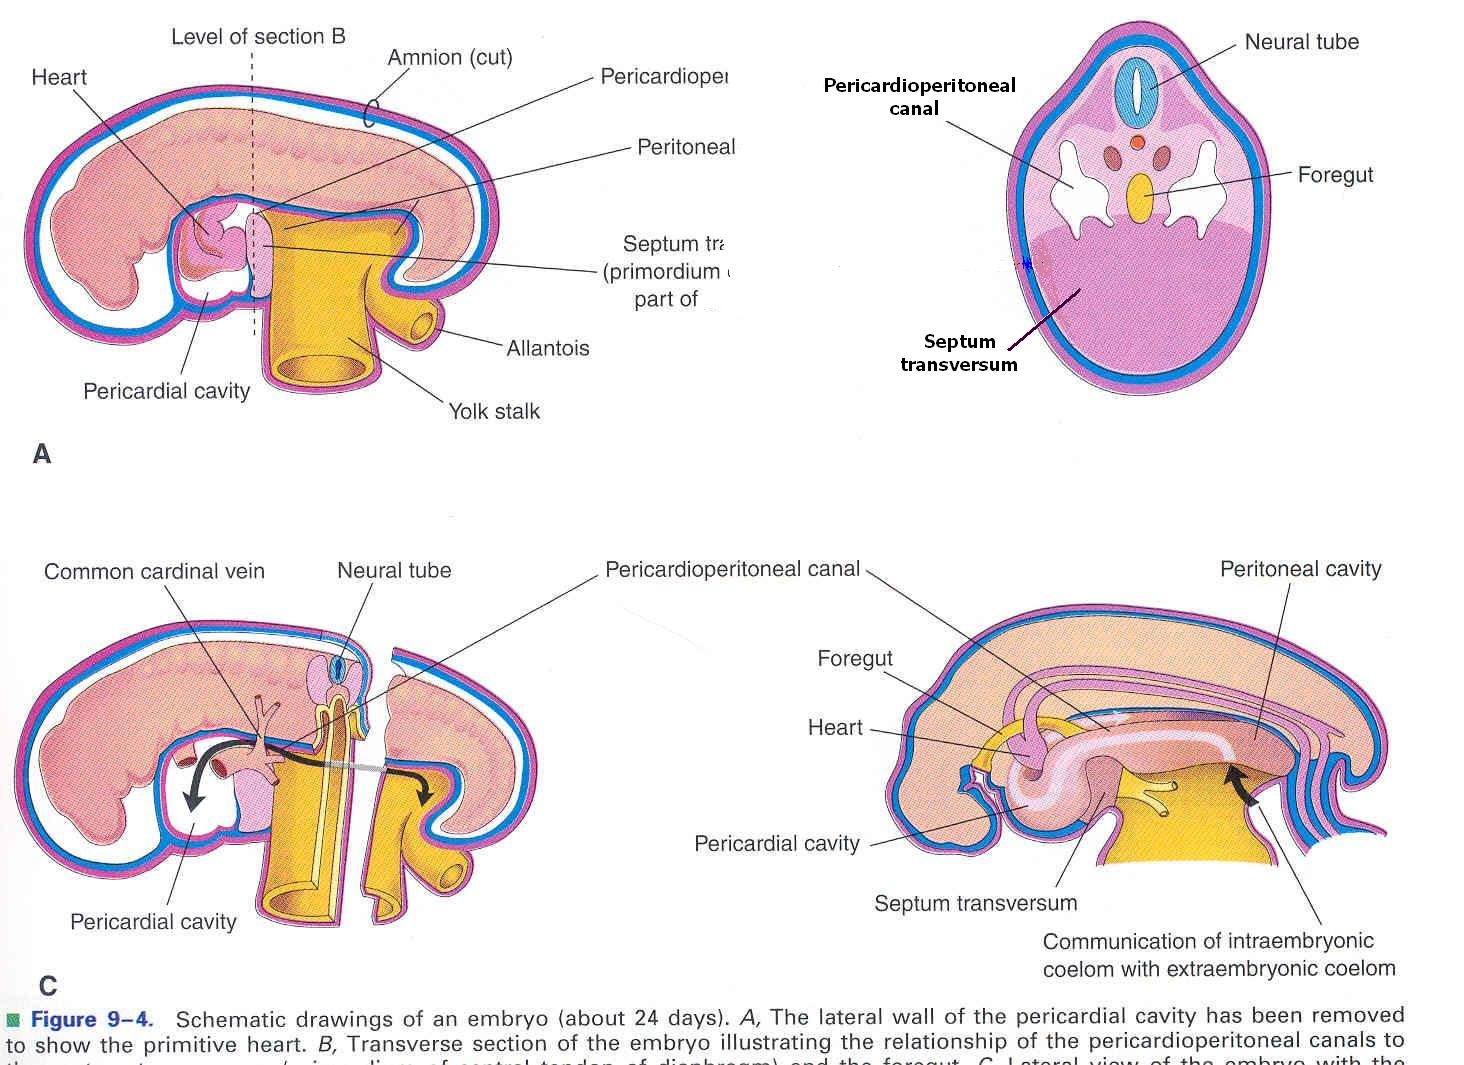 Level of section B
Amnion (cut)
Heart
Peritoneal
Septum
(primordium
part of
Allantois
Pericardial cavity
Yolk stalk
A
Neural tube
Pericardioperitoneal
canal
Foregut
Septum
transversum
Common cardinal vein
Neural tube
Pericardioperitoneal canal
Peritoneal cavity
Foregut
Heart
Pericardial cavity
Septum transversum
Pericardial cavity
Communication of intraembryonic
coelom with extraembryonic coelom
C
Figure 9–4. Schematic drawings of an embryo (about 24 days). A, The lateral wall of the pericardial cavity has been removed
to show the primitive heart. B, Transverse section of the embryo illustrating the relationship of the pericardioperitoneal canals to